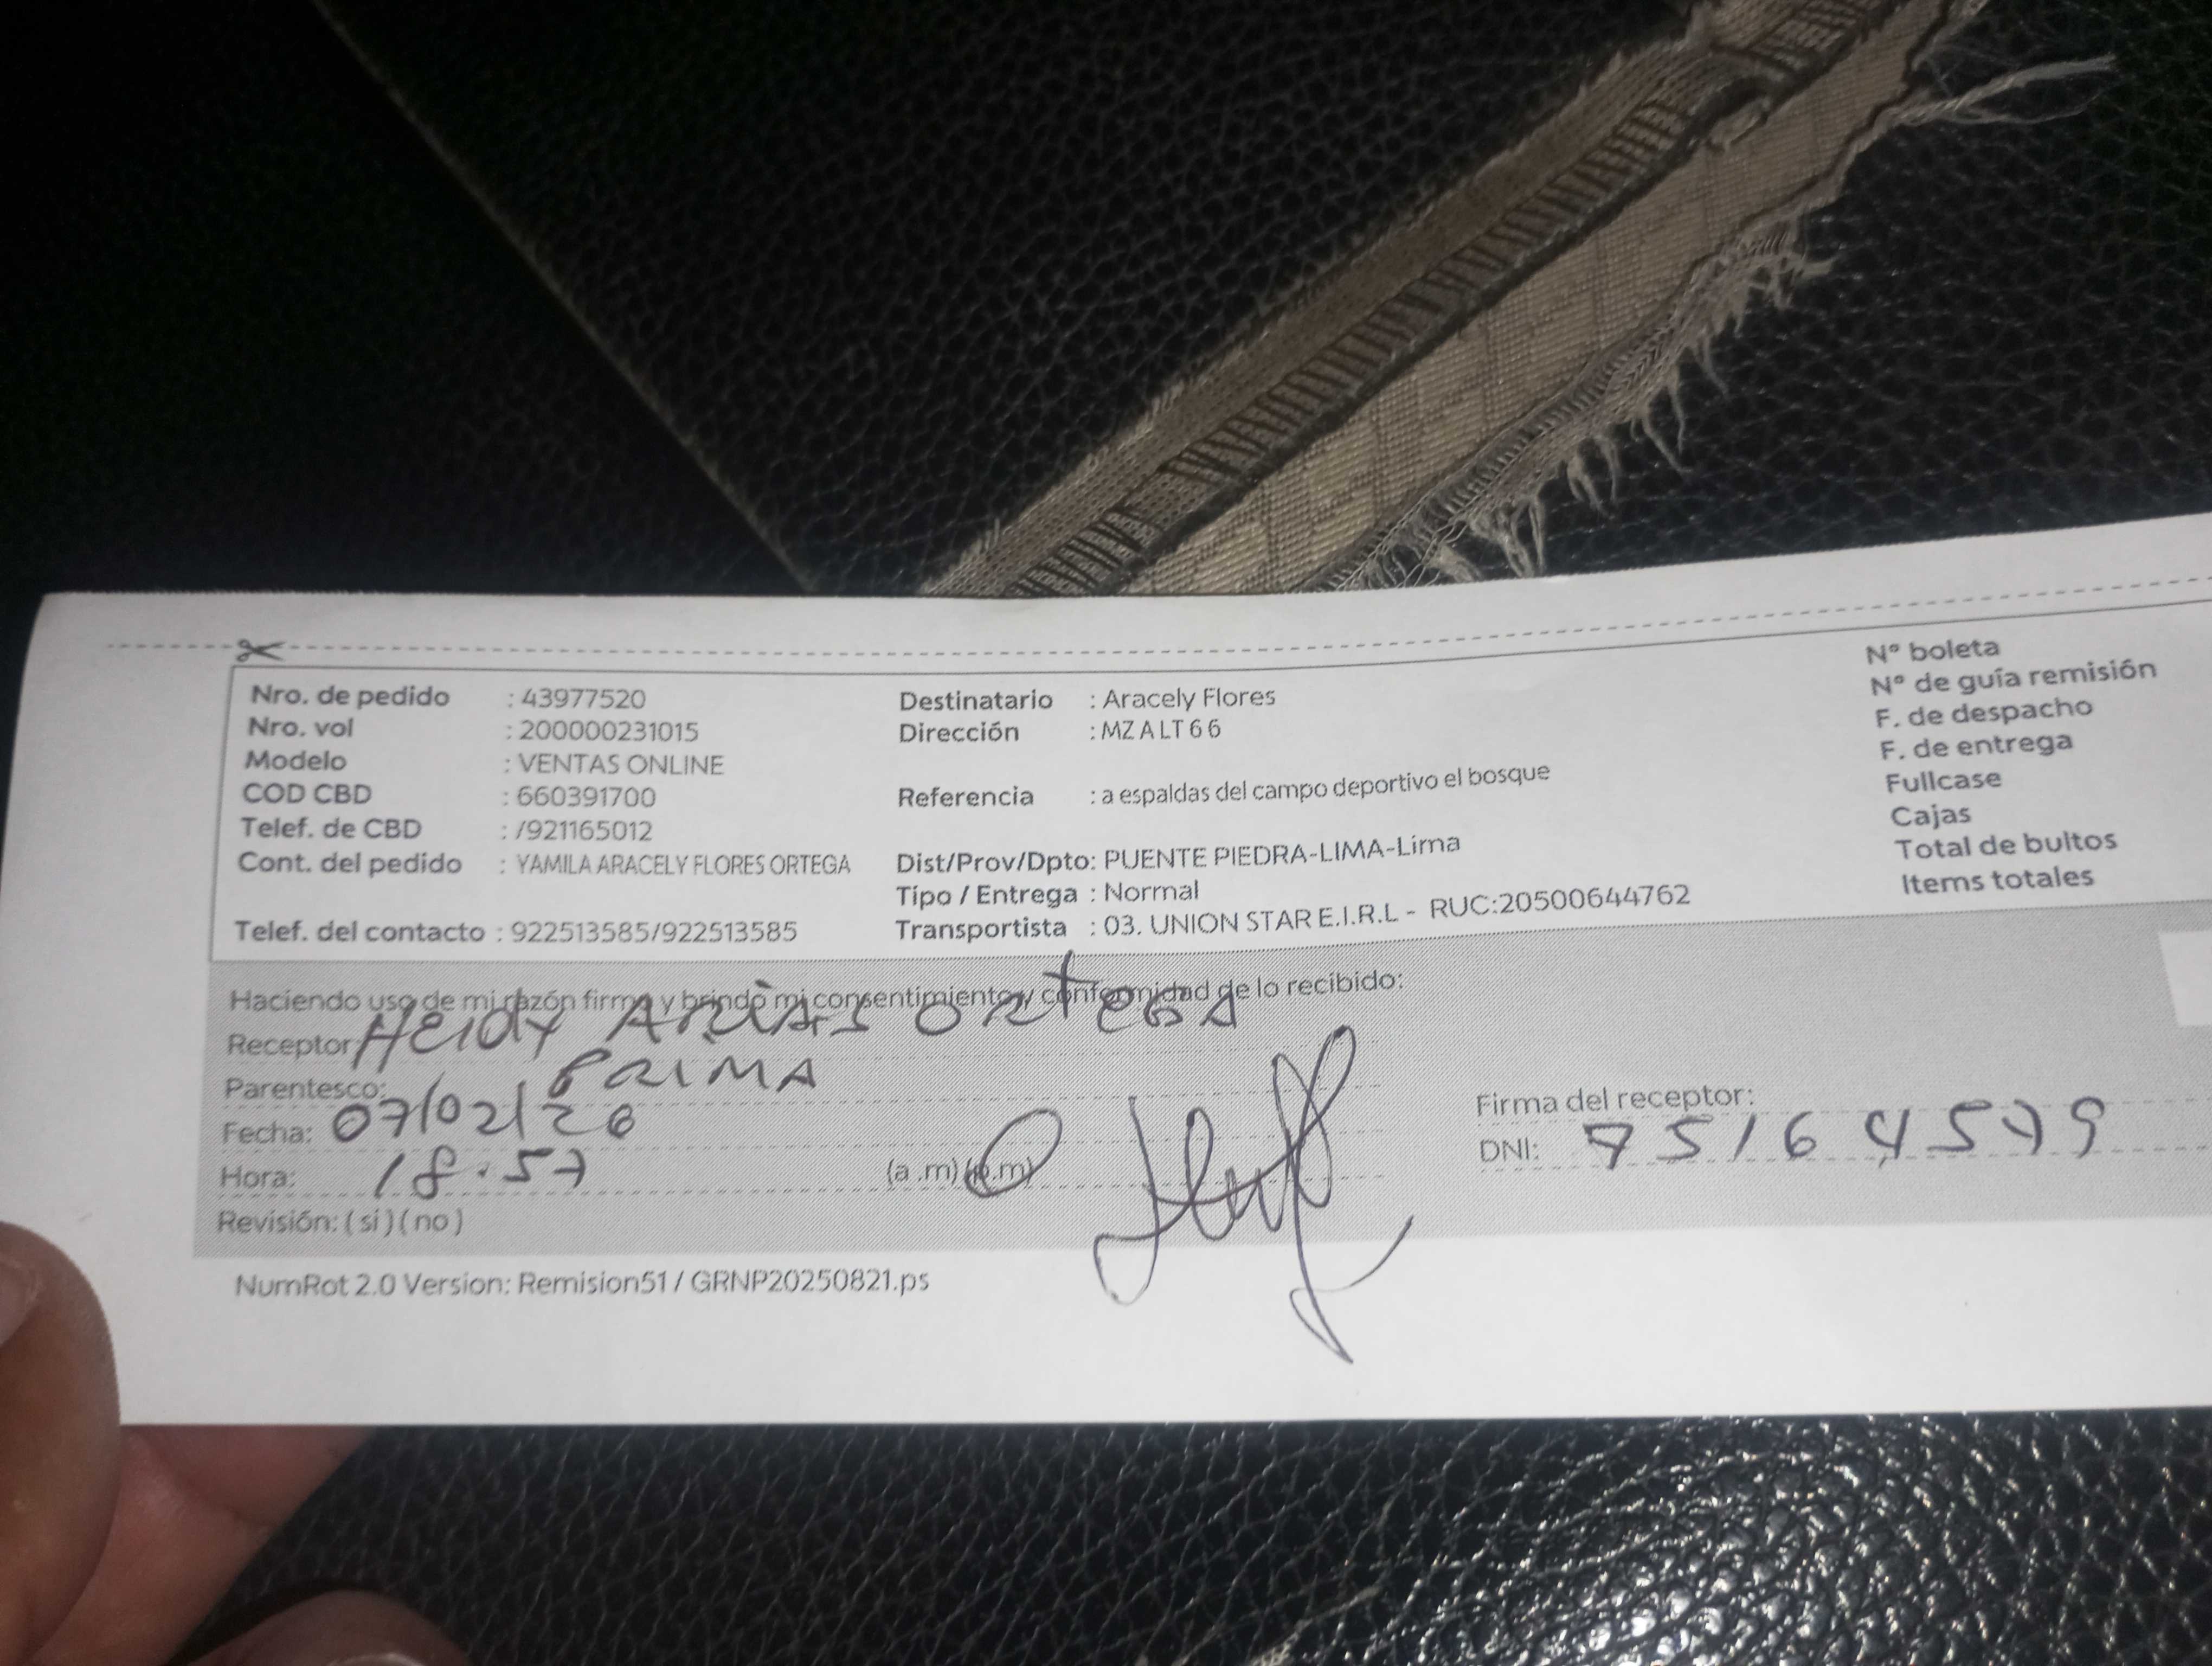 Nro. de pedido : 43977520
Nro. vol : 200000231015
Modelo : VENTAS ONLINE
COD CBD : 660391700
Telef. de CBD : /921165012
Cont. del pedido : YAMILA ARACELY FLORES ORTEGA
Telef. del contacto : 922513585/922513585
Destinatario : Aracely Flores
Dirección : MZ A LT 6 6
Referencia : a espaldas del campo deportivo el bosque
Dist/Prov/Dpto: PUENTE PIEDRA-LIMA-Lima
Tipo / Entrega : Normal
Transportista : 03. UNION STAR E.I.R.L - RUC:20500644762
N° boleta
N° de guía remisión
F. de despacho
F. de entrega
Fullcase
Cajas
Total de bultos
Items totales
Haciendo uso de mi razón firma y brindo mi consentimiento y conformidad de lo recibido:
Receptor: HEIDY ARIAS ORTEGA
Parentesco: PRIMA
Fecha: 07/02/26
Hora: 18.57 (a.m) (p.m)
Revisión: (si) (no)
Firma del receptor:
DNI: 75164579
NumRot 2.0 Version: Remision51 / GRNP20250821.ps